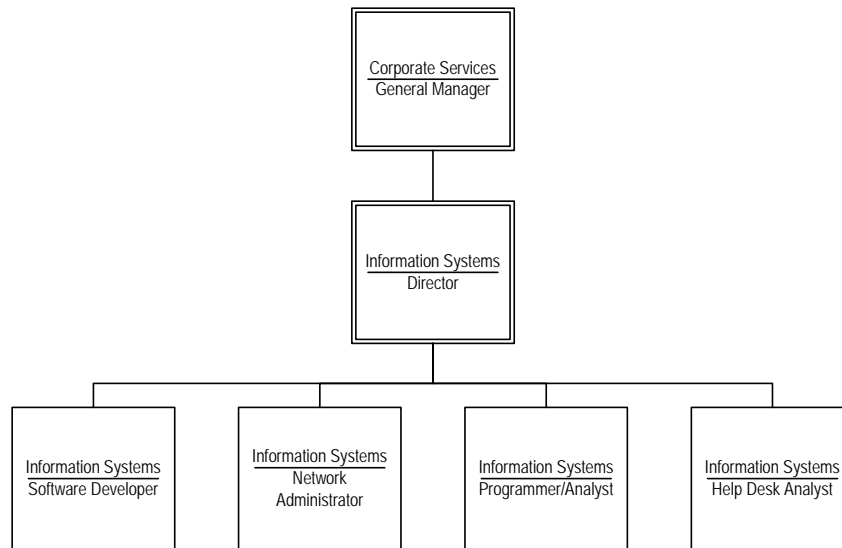 Corporate Services
General Manager
Information Systems
Director
Information Systems
Software Developer
Information Systems
Network
Administrator
Information Systems
Programmer/Analyst
Information Systems
Help Desk Analyst